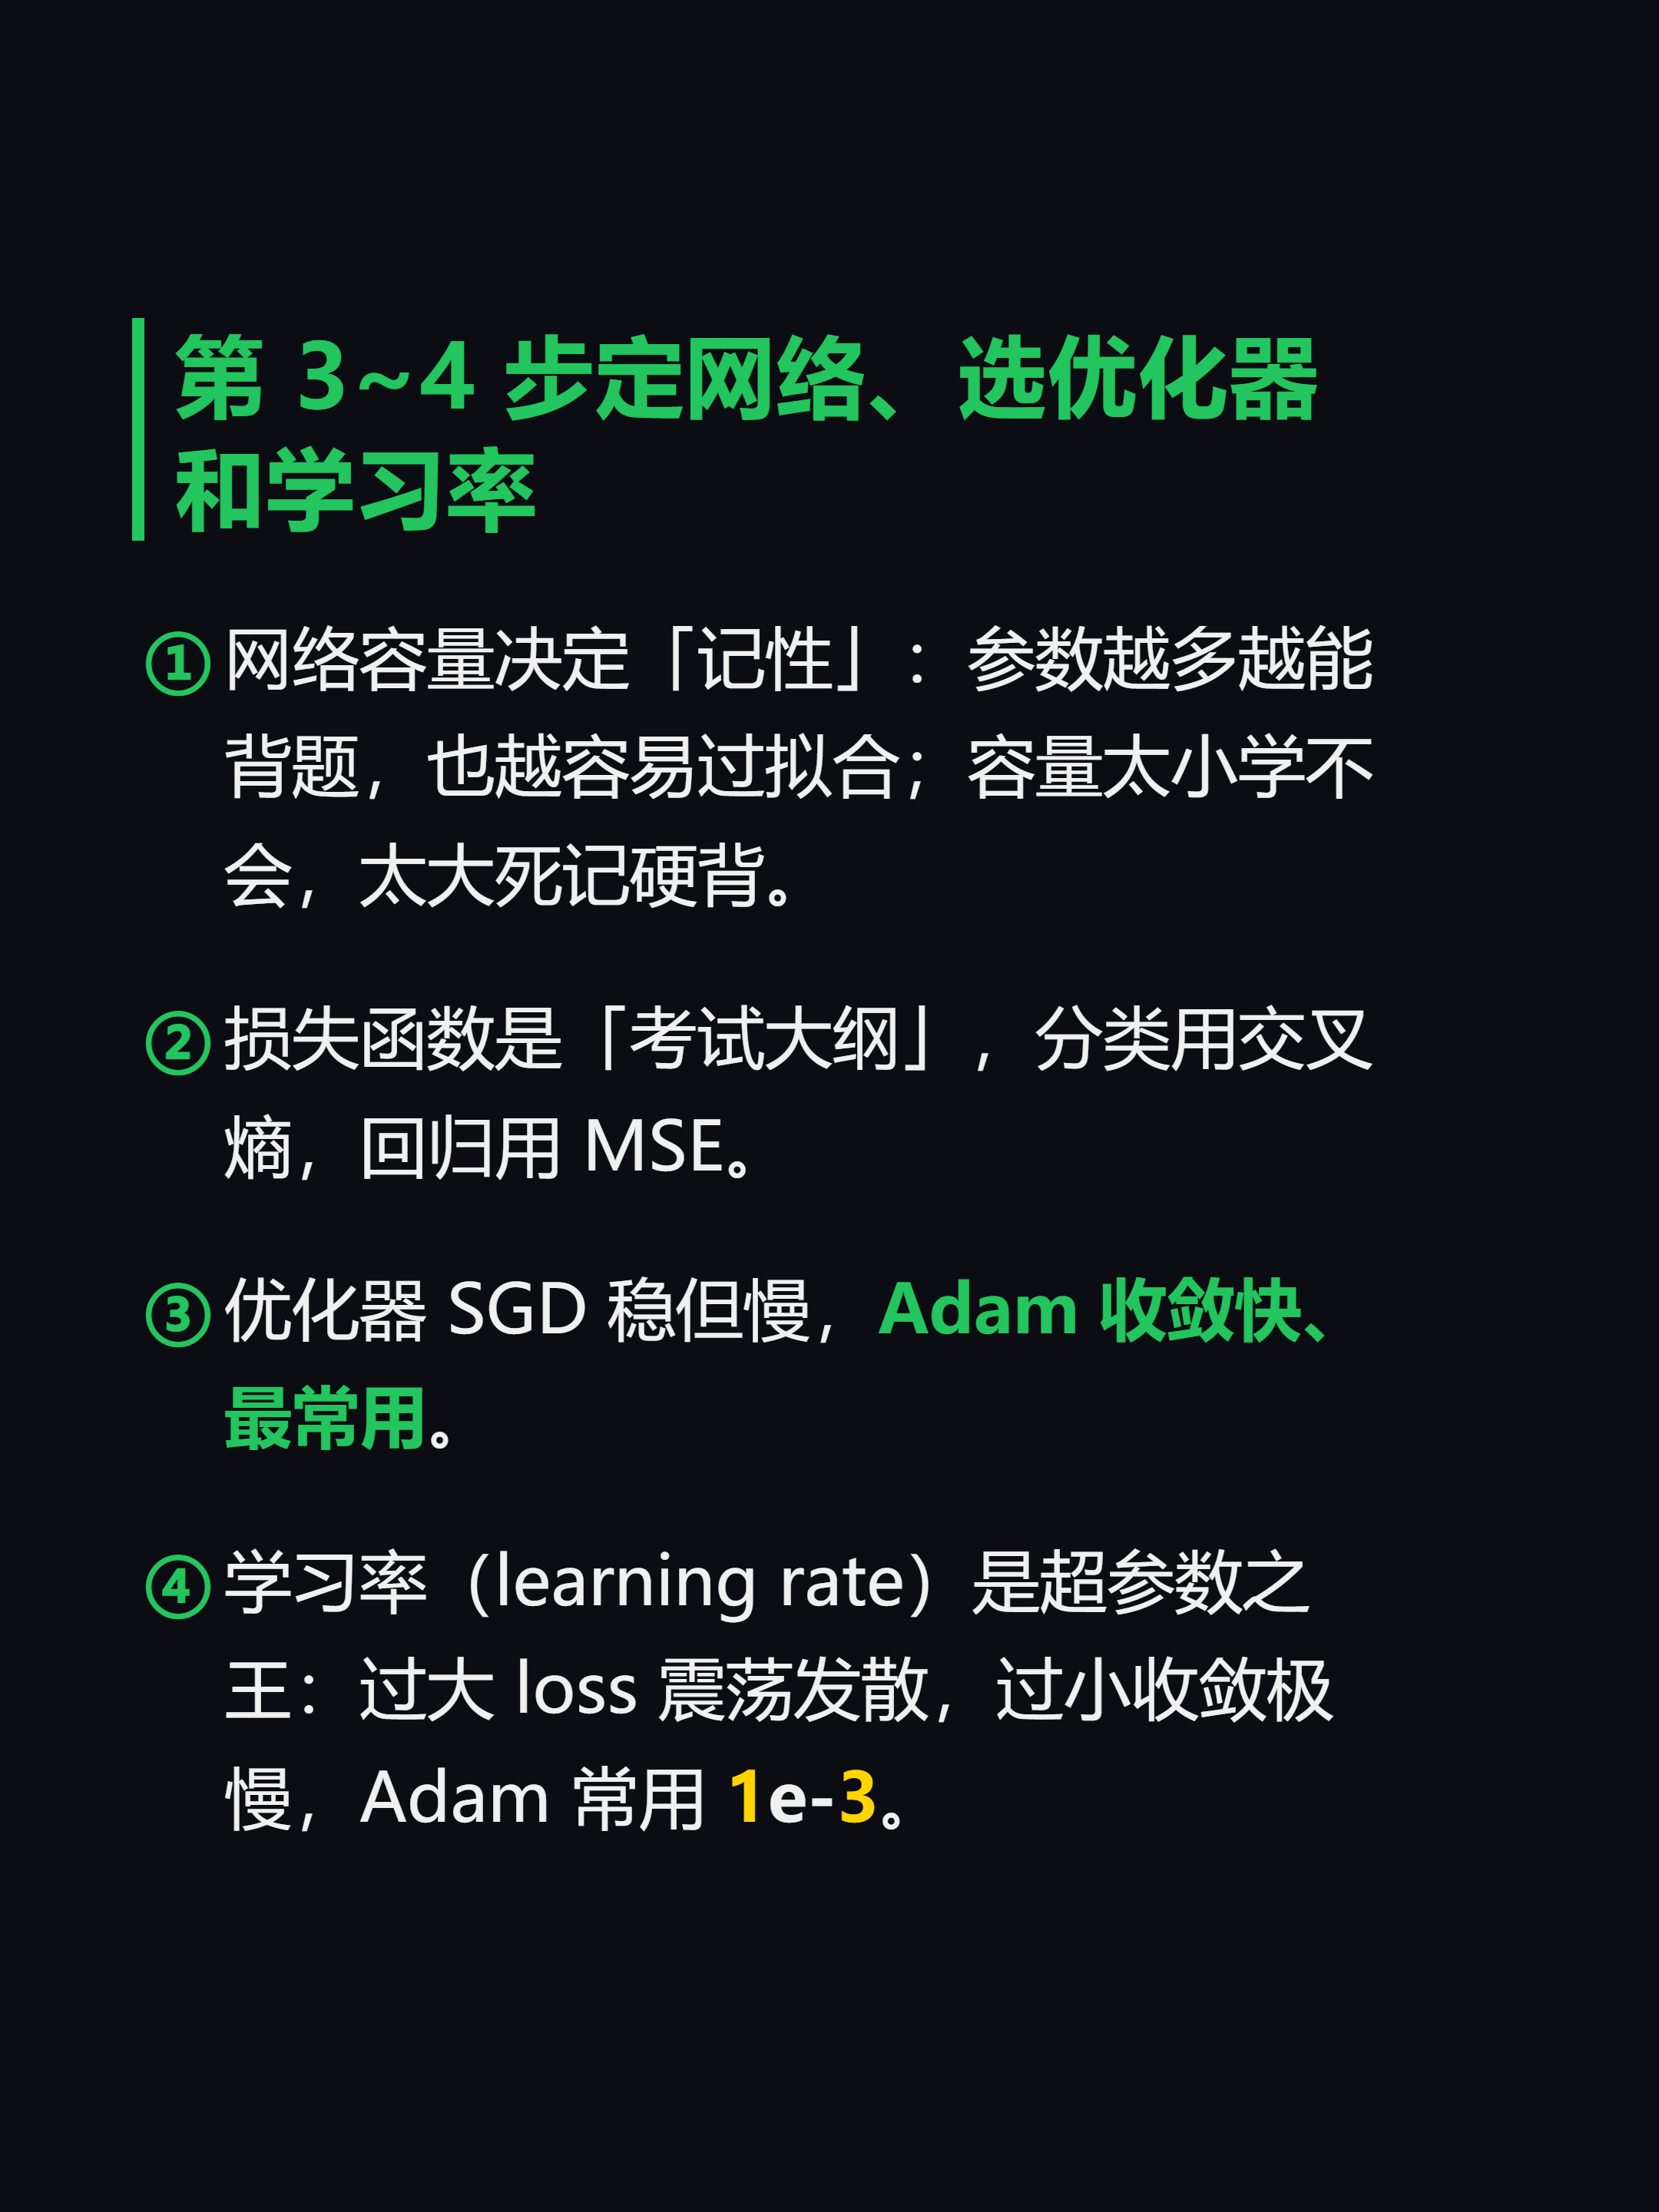 第 3~4 步定网络、选优化器
和学习率
①网络容量决定「记性」：参数越多越能
背题，也越容易过拟合；容量太小学不
会，太大死记硬背。
②损失函数是「考试大纲」，分类用交叉
熵，回归用 MSE。
③优化器 SGD 稳但慢，Adam 收敛快、
最常用。
④学习率（learning rate）是超参数之
王：过大 loss 震荡发散，过小收敛极
慢，Adam 常用 1e-3。